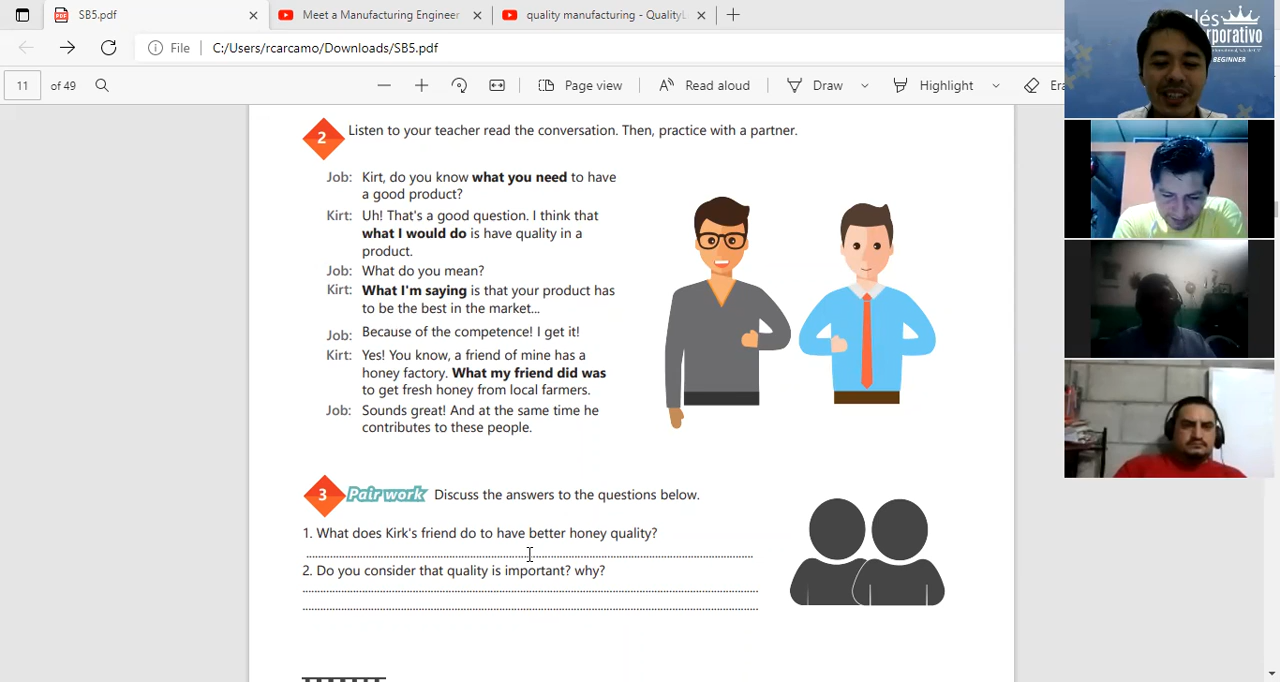 SB5.pdf
Meet a Manufacturing Engineer
quality manufacturing - QualityL
File
C:/Users/rcarcamo/Downloads/SB5.pdf
11 of 49
Page view
Read aloud
Draw
Highlight
Era
glés
rporativo
BEGINNER
2 Listen to your teacher read the conversation. Then, practice with a partner.
Job: Kirt, do you know what you need to have
a good product?
Kirt: Uh! That's a good question. I think that
what I would do is have quality in a
product.
Job: What do you mean?
Kirt: What I'm saying is that your product has
to be the best in the market...
Job: Because of the competence! I get it!
Kirt: Yes! You know, a friend of mine has a
honey factory. What my friend did was
to get fresh honey from local farmers.
Job: Sounds great! And at the same time he
contributes to these people.
3 Pair work Discuss the answers to the questions below.
1. What does Kirk's friend do to have better honey quality?
2. Do you consider that quality is important? why?